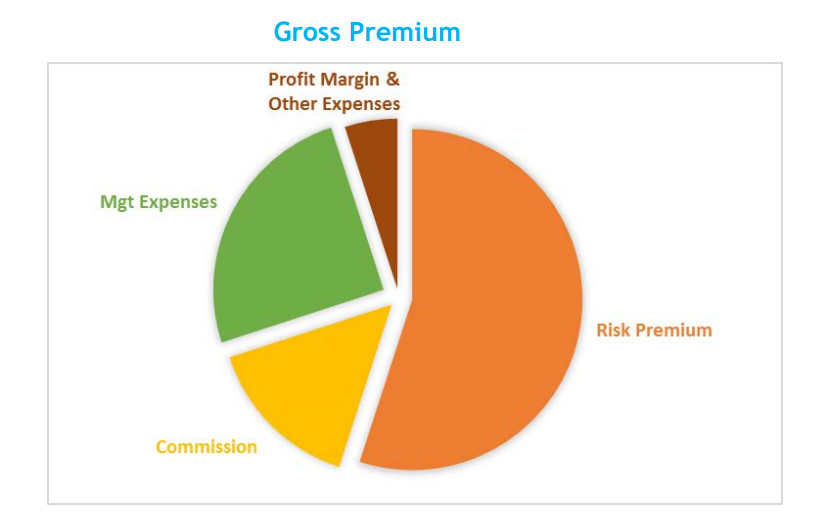 Gross Premium
Profit Margin &
Other Expenses
Mgt Expenses
Risk Premium
Commission